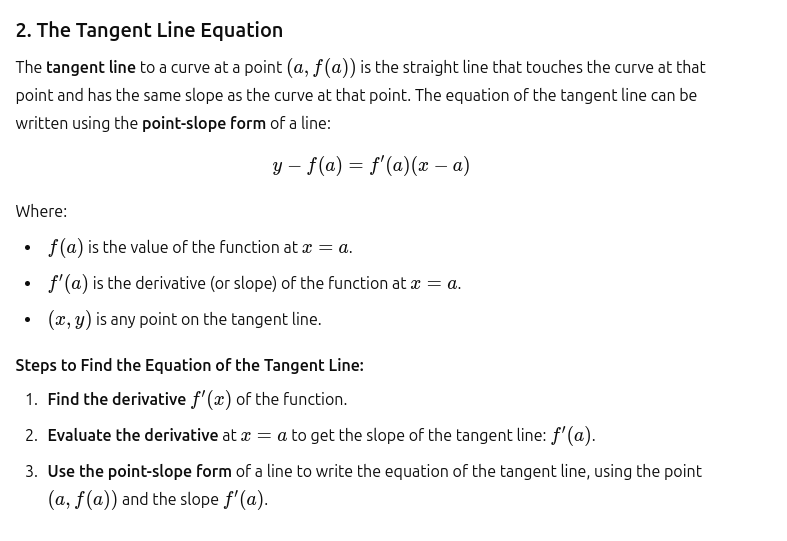 2. The Tangent Line Equation
The tangent line to a curve at a point (a, f(a)) is the straight line that touches the curve at that
point and has the same slope as the curve at that point. The equation of the tangent line can be
written using the point-slope form of a line:
y − f(a) = f′(a)(x − a)
Where:
• f(a) is the value of the function at x = a.
• f′(a) is the derivative (or slope) of the function at x = a.
• (x, y) is any point on the tangent line.
Steps to Find the Equation of the Tangent Line:
1. Find the derivative f′(x) of the function.
2. Evaluate the derivative at x = a to get the slope of the tangent line: f′(a).
3. Use the point-slope form of a line to write the equation of the tangent line, using the point
(a, f(a)) and the slope f′(a).